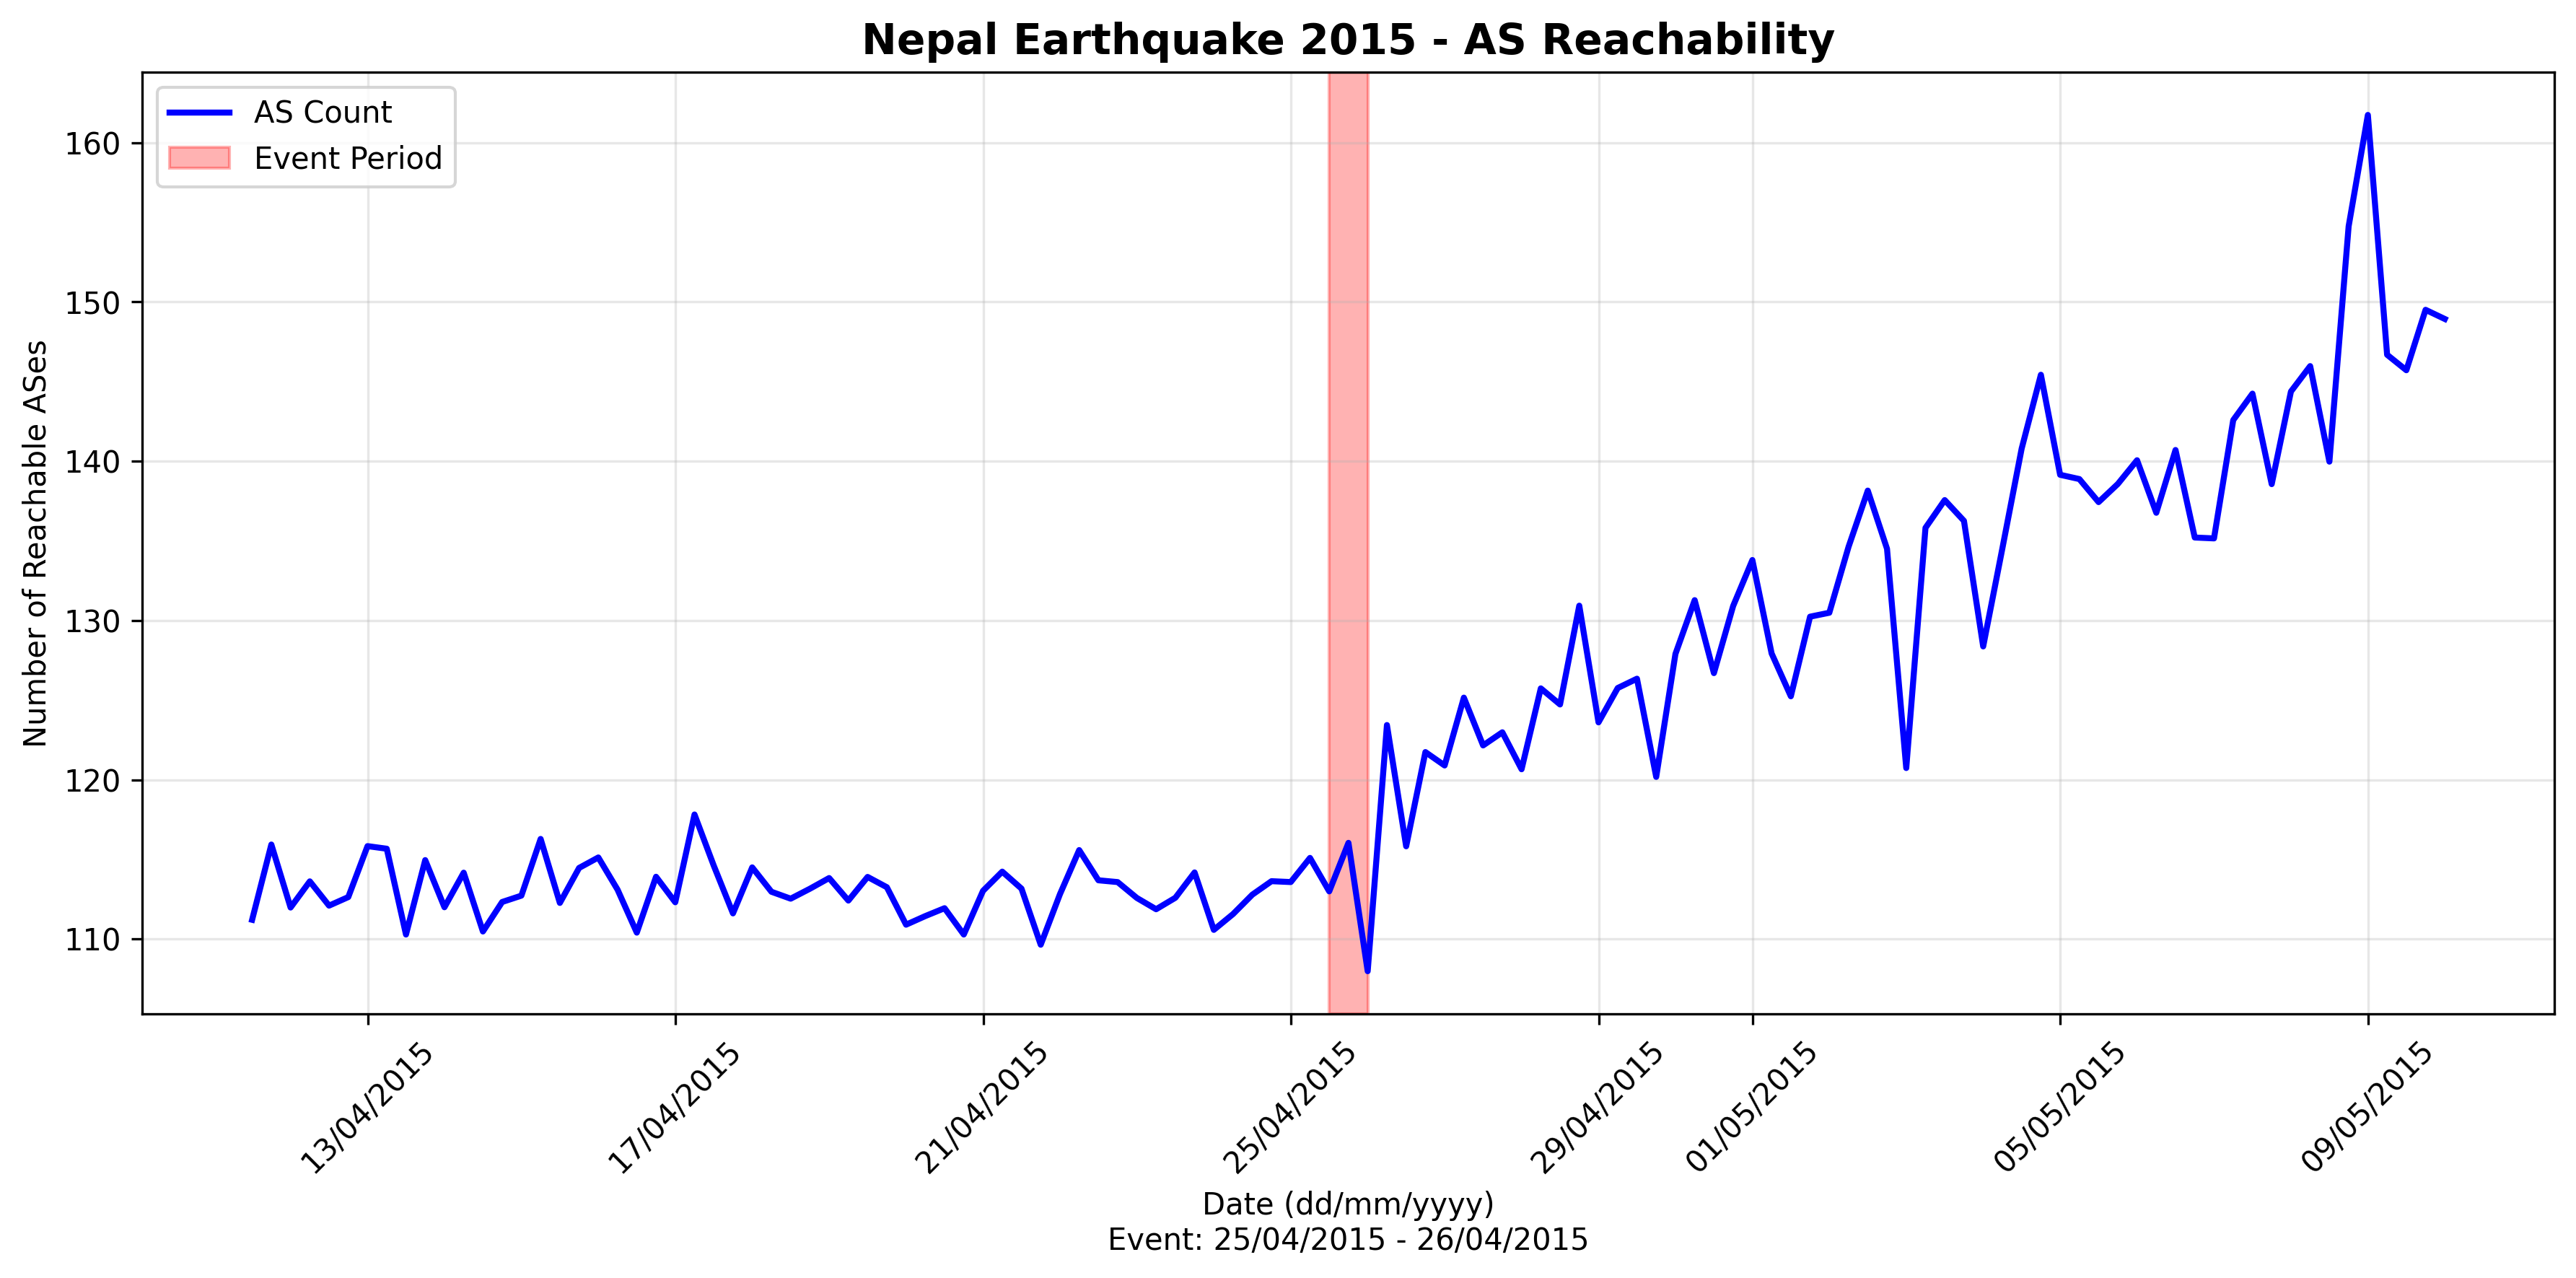 Nepal Earthquake 2015 - AS Reachability
AS Count
Event Period
Number of Reachable ASes
160
150
140
130
120
110
13/04/2015
17/04/2015
21/04/2015
25/04/2015
29/04/2015
01/05/2015
05/05/2015
09/05/2015
Date (dd/mm/yyyy)
Event: 25/04/2015 - 26/04/2015